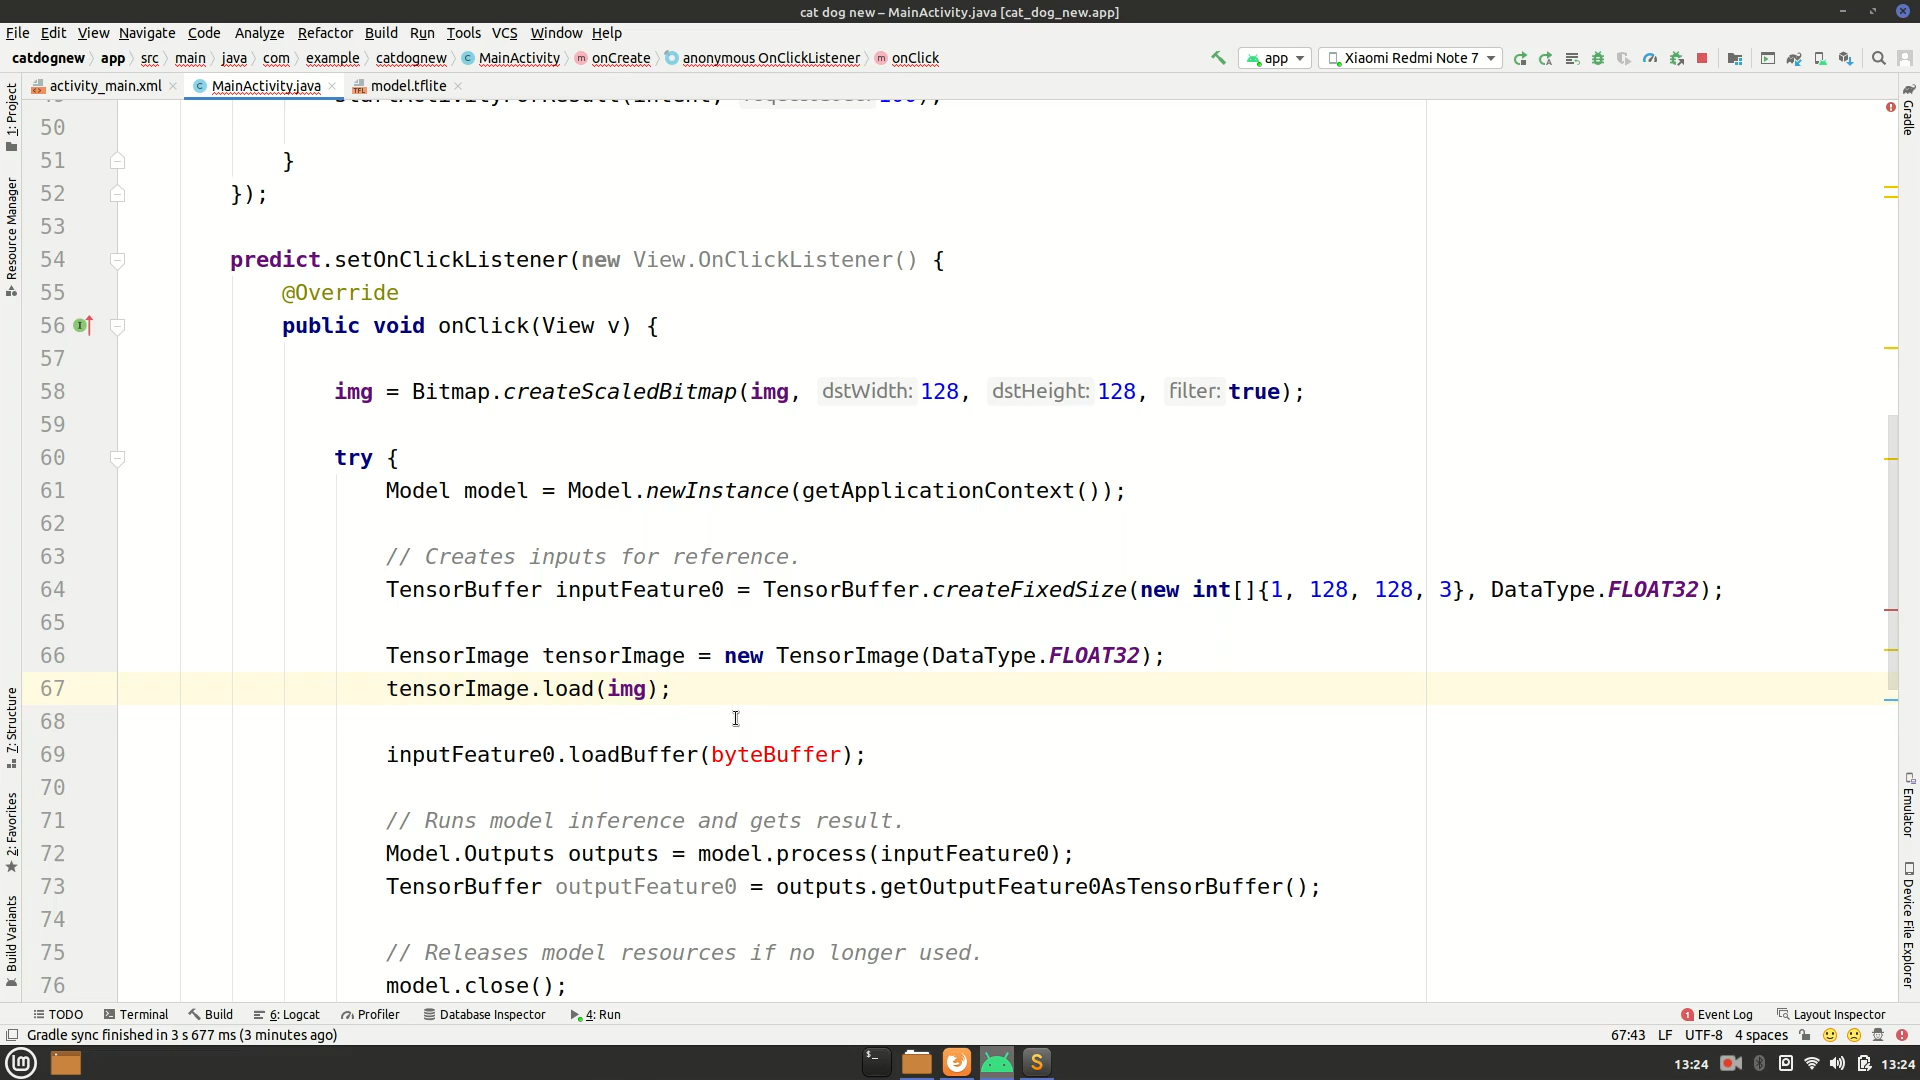 cat dog new – MainActivity.java [cat_dog_new.app]
File Edit View Navigate Code Analyze Refactor Build Run Tools VCS Window Help
catdognew app src main java com example catdognew MainActivity onCreate anonymous OnClickListener onClick app Xiaomi Redmi Note 7
activity_main.xml MainActivity.java model.tflite
1: Project
Resource Manager
7: Structure
2: Favorites
Build Variants
50
51 }
52 });
53
54 predict.setOnClickListener(new View.OnClickListener() {
55 @Override
56 public void onClick(View v) {
57
58 img = Bitmap.createScaledBitmap(img, dstWidth: 128, dstHeight: 128, filter: true);
59
60 try {
61 Model model = Model.newInstance(getApplicationContext());
62
63 // Creates inputs for reference.
64 TensorBuffer inputFeature0 = TensorBuffer.createFixedSize(new int[]{1, 128, 128, 3}, DataType.FLOAT32);
65
66 TensorImage tensorImage = new TensorImage(DataType.FLOAT32);
67 tensorImage.load(img);
68
69 inputFeature0.loadBuffer(byteBuffer);
70
71 // Runs model inference and gets result.
72 Model.Outputs outputs = model.process(inputFeature0);
73 TensorBuffer outputFeature0 = outputs.getOutputFeature0AsTensorBuffer();
74
75 // Releases model resources if no longer used.
76 model.close();
Gradle
Emulator
Device File Explorer
TODO Terminal Build 6: Logcat Profiler Database Inspector 4: Run 1 Event Log Layout Inspector
Gradle sync finished in 3 s 677 ms (3 minutes ago) 67:43 LF UTF-8 4 spaces
13:24 13:24